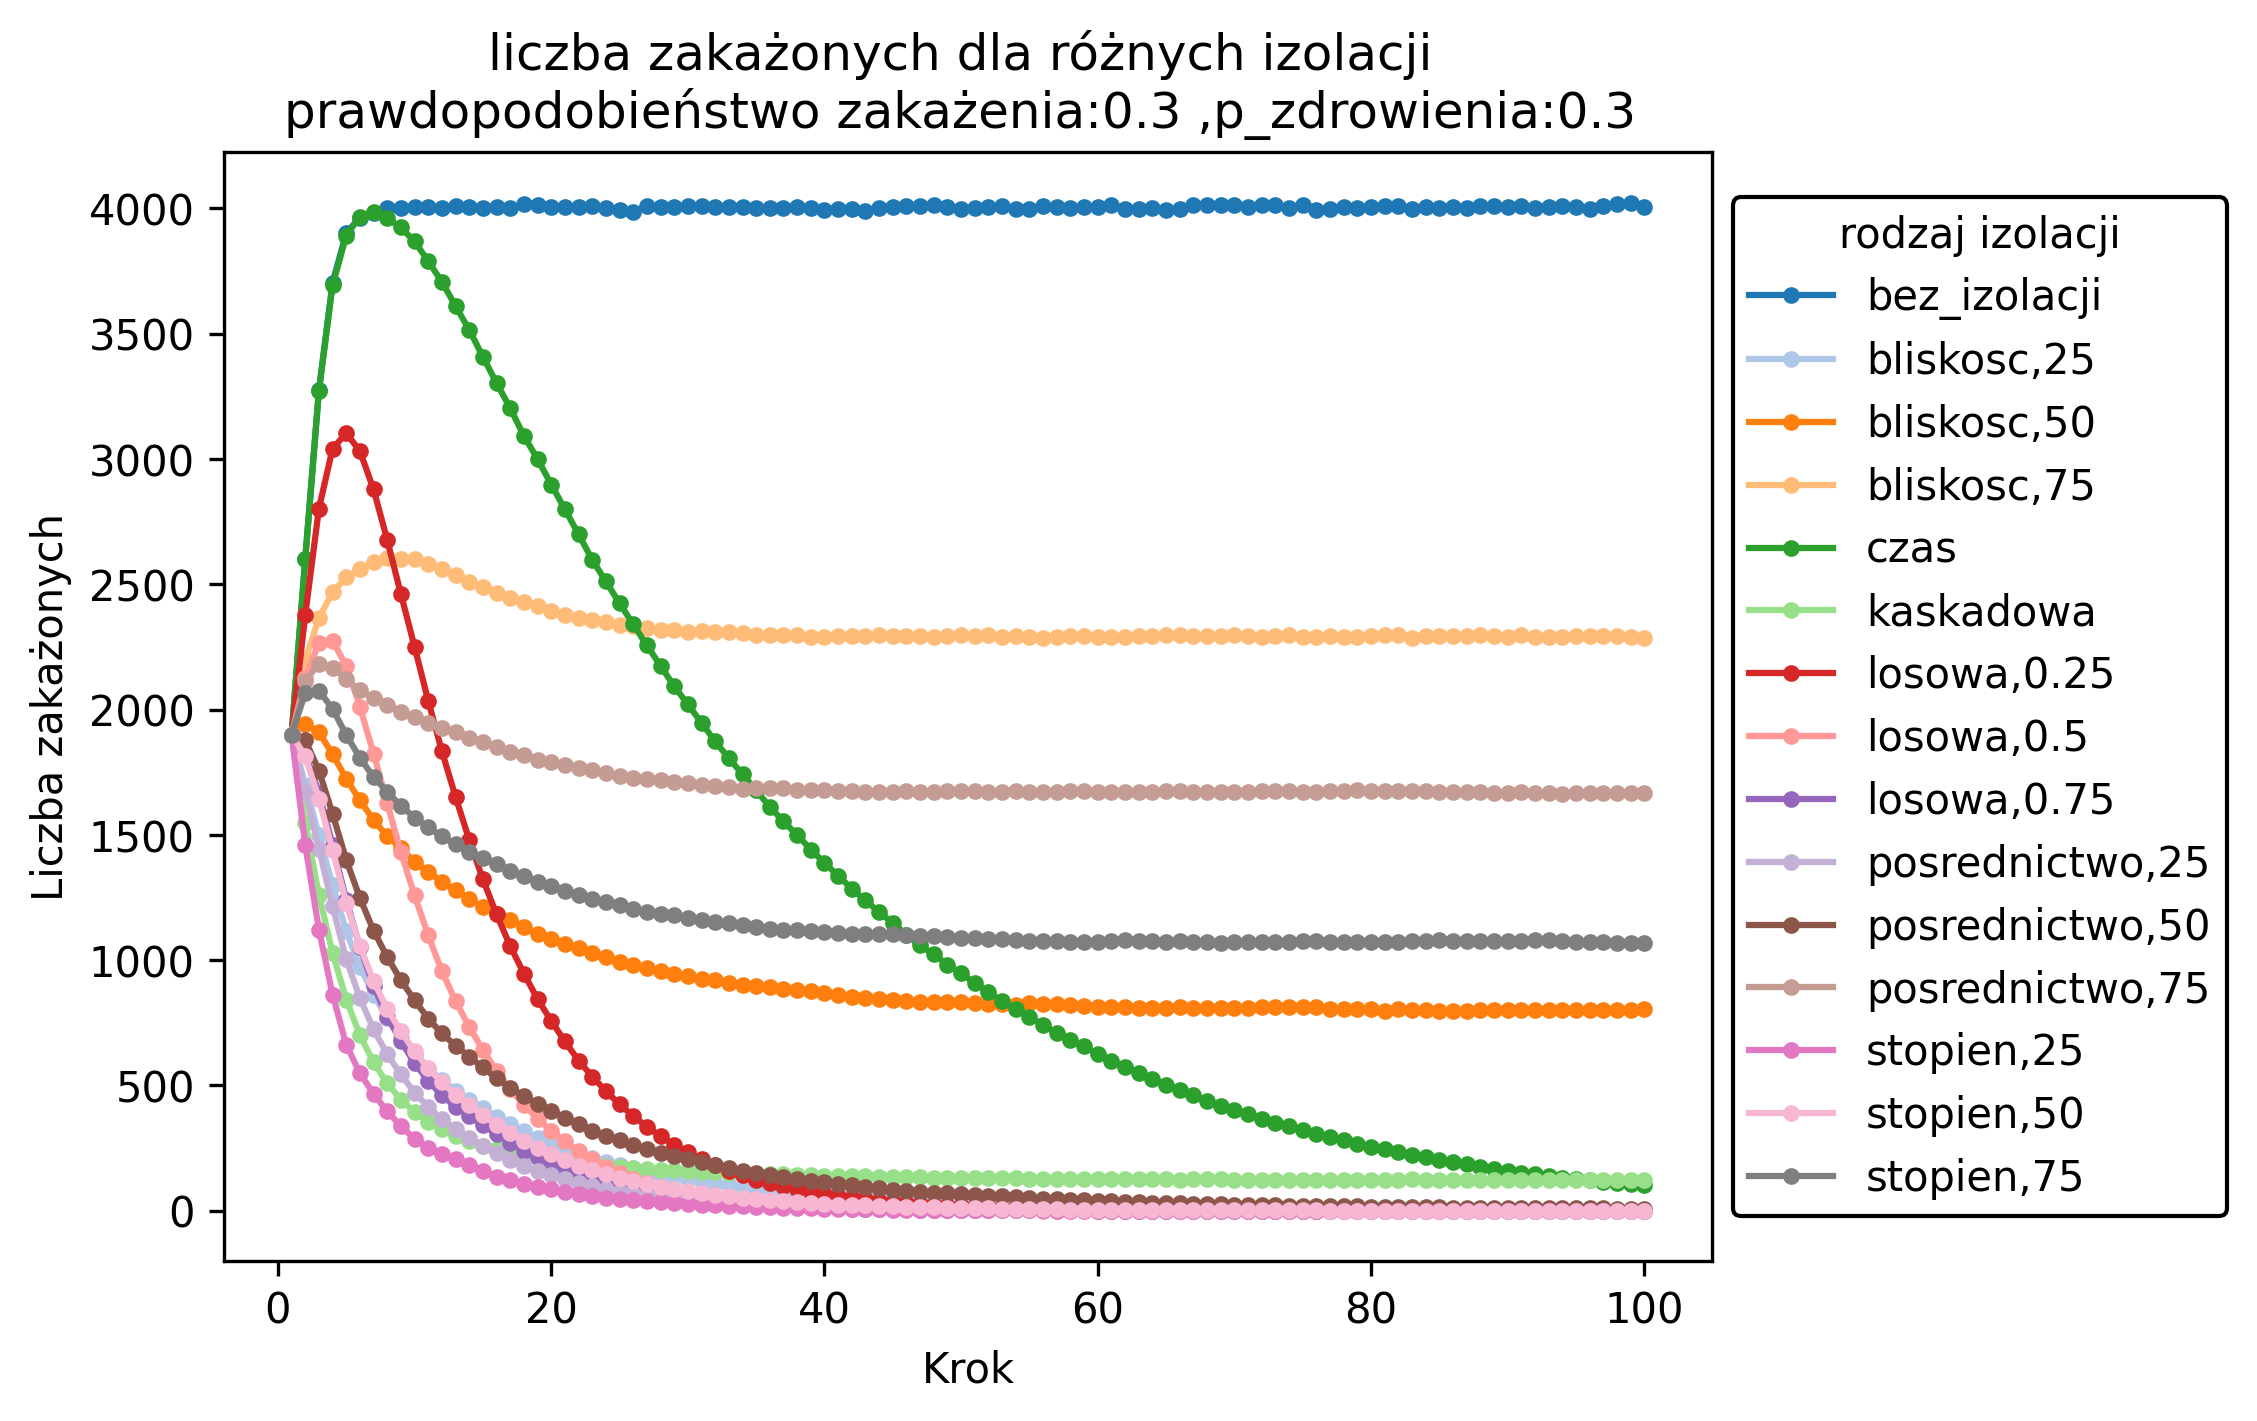 liczba zakażonych dla różnych izolacji
prawdopodobieństwo zakażenia:0.3 ,p_zdrowienia:0.3
Liczba zakażonych
4000
3500
3000
2500
2000
1500
1000
500
0
0 20 40 60 80 100
Krok
rodzaj izolacji
bez_izolacji
bliskosc,25
bliskosc,50
bliskosc,75
czas
kaskadowa
losowa,0.25
losowa,0.5
losowa,0.75
posrednictwo,25
posrednictwo,50
posrednictwo,75
stopien,25
stopien,50
stopien,75